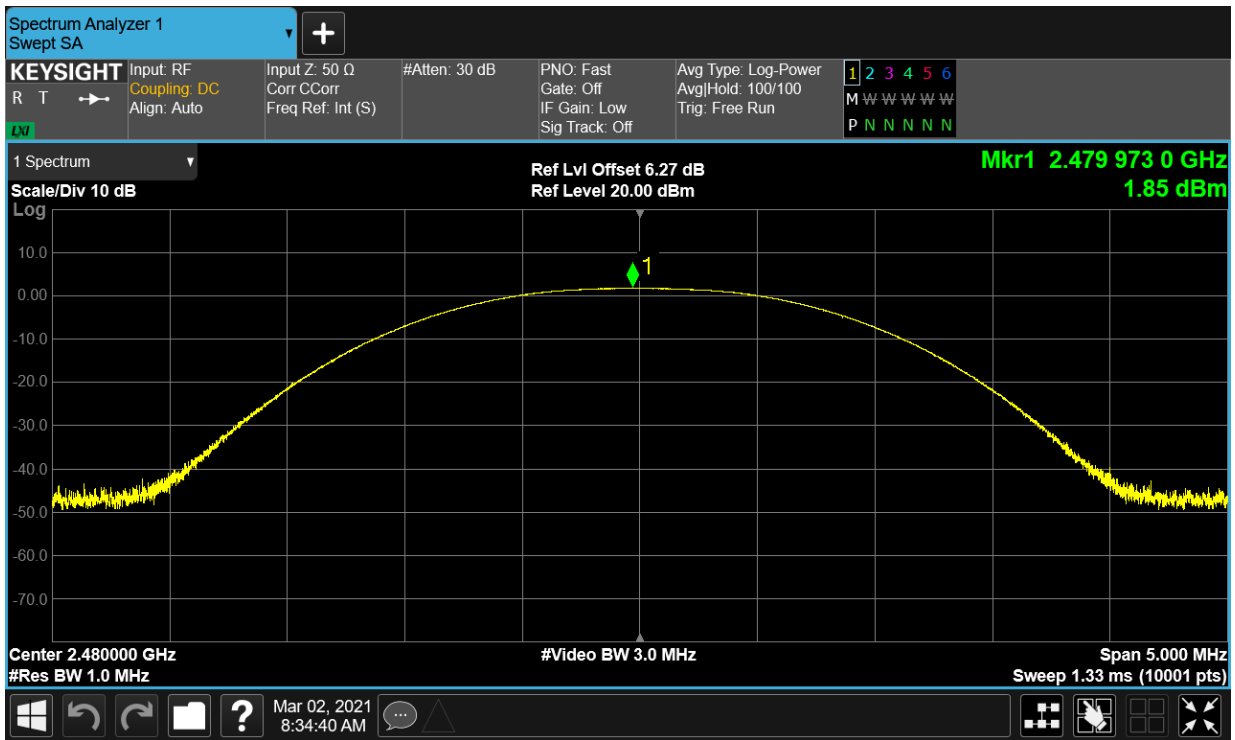 Spectrum Analyzer 1
Swept SA
KEYSIGHT
R T
LXI
Input: RF
Coupling: DC
Align: Auto
Input Z: 50 Ω
Corr CCorr
Freq Ref: Int (S)
#Atten: 30 dB
PNO: Fast
Gate: Off
IF Gain: Low
Sig Track: Off
Avg Type: Log-Power
Avg|Hold: 100/100
Trig: Free Run
1 2 3 4 5 6
M W W W W W
P N N N N N
1 Spectrum
Scale/Div 10 dB
Log
Ref Lvl Offset 6.27 dB
Ref Level 20.00 dBm
Mkr1 2.479 973 0 GHz
1.85 dBm
1
10.0
0.00
-10.0
-20.0
-30.0
-40.0
-50.0
-60.0
-70.0
Center 2.480000 GHz
#Res BW 1.0 MHz
#Video BW 3.0 MHz
Span 5.000 MHz
Sweep 1.33 ms (10001 pts)
?
Mar 02, 2021
8:34:40 AM